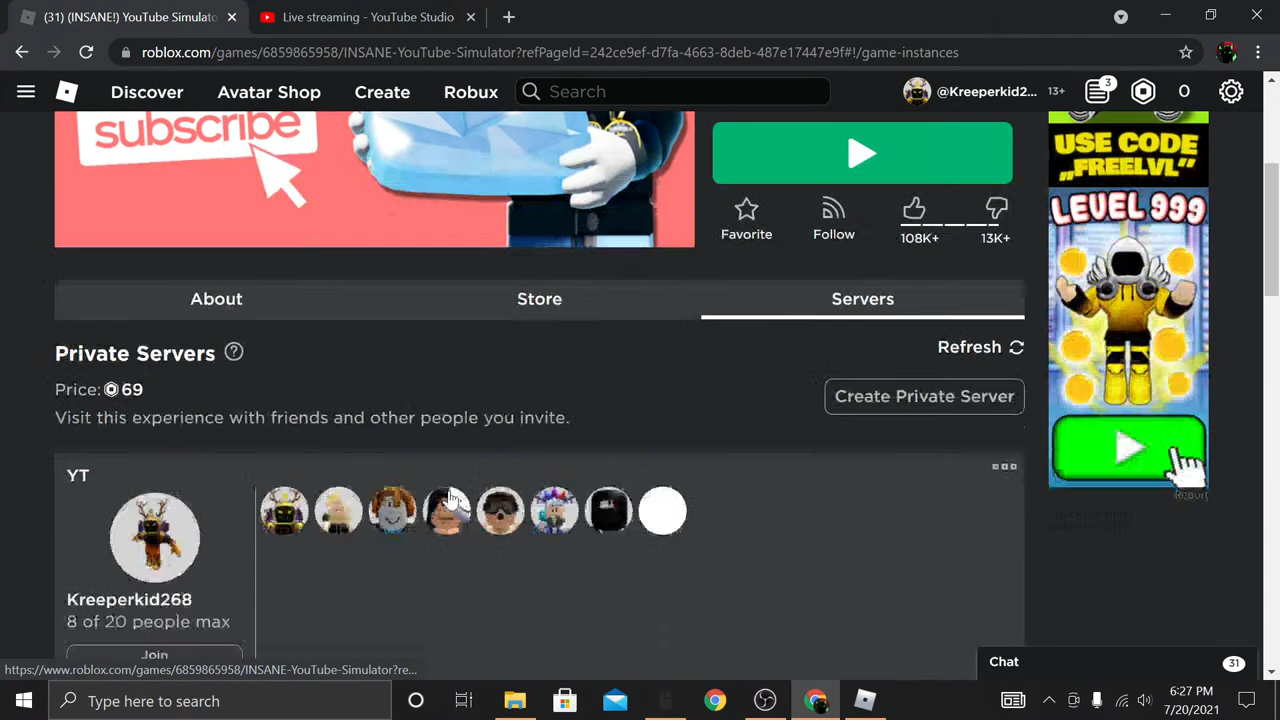 (31) (INSANE!) YouTube Simulato
Live streaming - YouTube Studio
roblox.com/games/6859865958/INSANE-YouTube-Simulator?refPageId=242ce9ef-d7fa-4663-8deb-487e17447e9f#!/game-instances
Discover
Avatar Shop
Create
Robux
Search
@Kreeperkid2...
13+
3
0
subscribe
USE CODE
„FREELVL”
LEVEL 999
Favorite
Follow
108K+
13K+
About
Store
Servers
Private Servers
Refresh
Price: 69
Create Private Server
Visit this experience with friends and other people you invite.
YT
Report
Kreeperkid268
8 of 20 people max
Join
Chat
31
https://www.roblox.com/games/6859865958/INSANE-YouTube-Simulator?re...
Type here to search
6:27 PM
7/20/2021